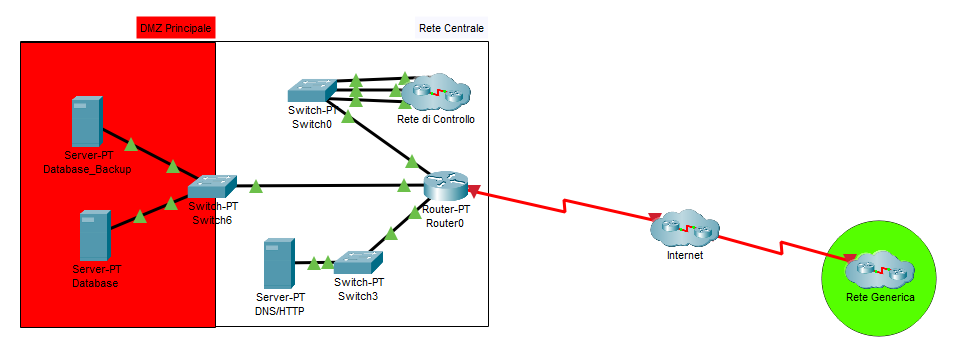 DMZ Principale
Rete Centrale
Switch-PT
Switch0
Rete di Controllo
Server-PT
Database_Backup
Switch-PT
Switch6
Router-PT
Router0
Server-PT
Database
Server-PT
DNS/HTTP
Switch-PT
Switch3
Internet
Rete Generica